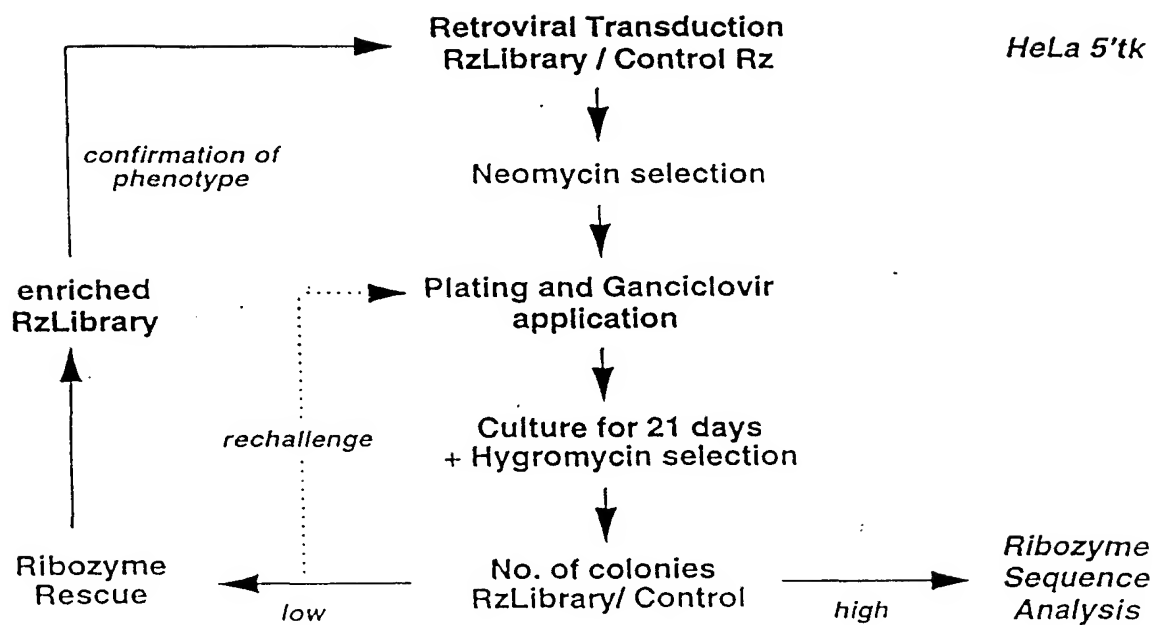 Retroviral Transduction
RzLibrary / Control Rz
HeLa 5'tk
confirmation of
phenotype
Neomycin selection
enriched
RzLibrary
Plating and Ganciclovir
application
rechallenge
Culture for 21 days
+ Hygromycin selection
Ribozyme
Rescue
low
No. of colonies
RzLibrary/ Control
high
Ribozyme
Sequence
Analysis